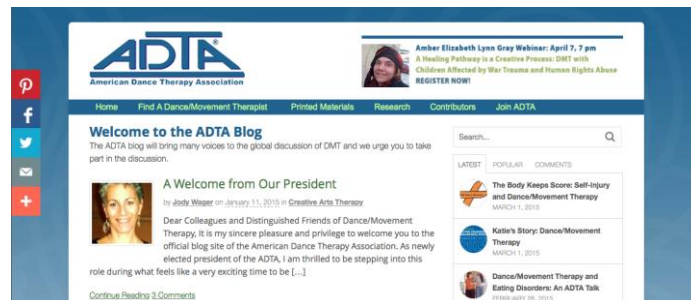 ADTA
American Dance Therapy Association
Amber Elizabeth Lynn Gray Webinar: April 7, 7 pm
A Healing Pathway is a Creative Process: DMT with
Children Affected by War Trauma and Human Rights Abuse
REGISTER NOW!
Home Find A Dance/Movement Therapist Printed Materials Research Contributors Join ADTA
Welcome to the ADTA Blog
The ADTA blog will bring many voices to the global discussion of DMT and we urge you to take
part in the discussion.
A Welcome from Our President
by Jody Wager on January 11, 2015 in Creative Arts Therapy
Dear Colleagues and Distinguished Friends of Dance/Movement
Therapy, It is my sincere pleasure and privilege to welcome you to the
official blog site of the American Dance Therapy Association. As newly
elected president of the ADTA, I am thrilled to be stepping into this
role during what feels like a very exciting time to be [...]
Continue Reading 3 Comments
Search...
LATEST POPULAR COMMENTS
The Body Keeps Score: Self-Injury
and Dance/Movement Therapy
MARCH 1, 2015
Katie's Story: Dance/Movement
Therapy
MARCH 1, 2015
Dance/Movement Therapy and
Eating Disorders: An ADTA Talk
FEBRUARY 28, 2015